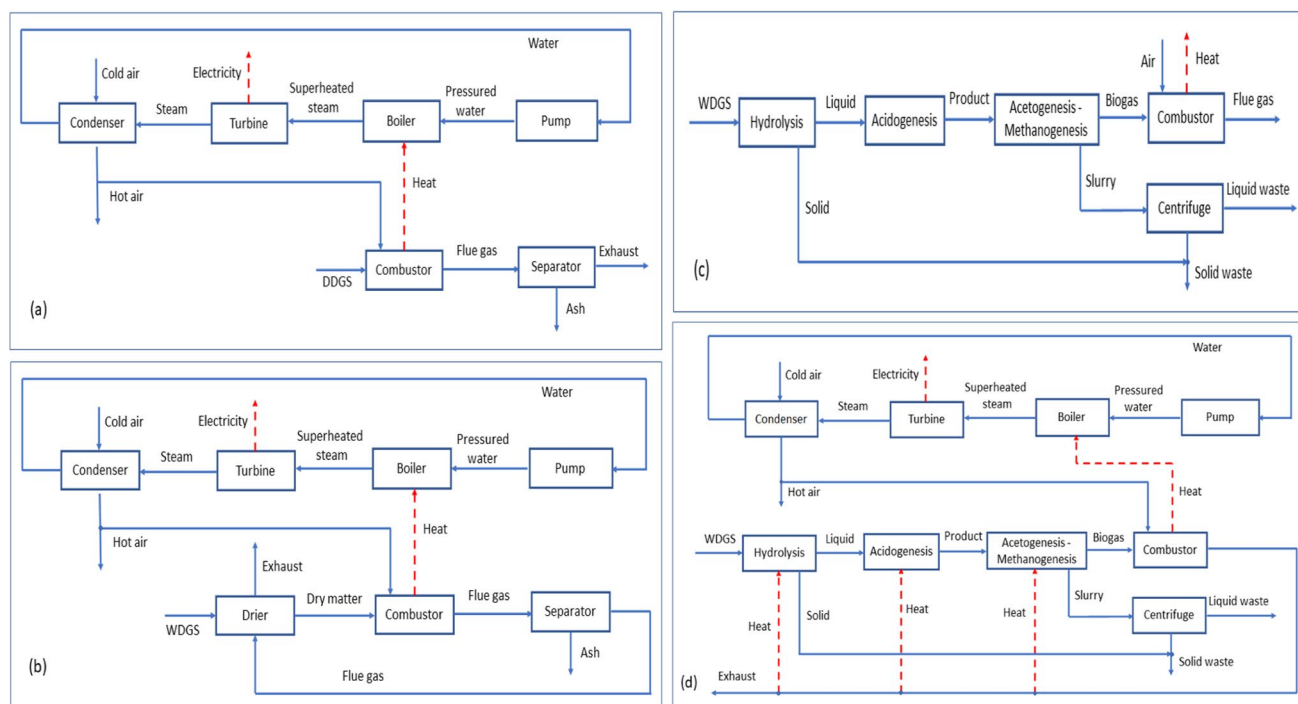 Water
Cold air
Electricity
Steam
Superheated
steam
Pressured
water
Condenser
Turbine
Boiler
Pump
Hot air
Heat
DDGS
Combustor
Flue gas
Separator
Exhaust
Ash
(a)
Water
Cold air
Electricity
Steam
Superheated
steam
Pressured
water
Condenser
Turbine
Boiler
Pump
Hot air
Heat
Exhaust
WDGS
Drier
Dry matter
Combustor
Flue gas
Separator
Ash
Flue gas
(b)
Air
Heat
WDGS
Hydrolysis
Liquid
Acidogenesis
Product
Acetogenesis -
Methanogenesis
Biogas
Combustor
Flue gas
Solid
Slurry
Centrifuge
Liquid waste
Solid waste
(c)
Water
Cold air
Electricity
Steam
Superheated
steam
Pressured
water
Condenser
Turbine
Boiler
Pump
Hot air
Heat
WDGS
Hydrolysis
Liquid
Acidogenesis
Product
Acetogenesis -
Methanogenesis
Biogas
Combustor
Heat
Solid
Heat
Heat
Slurry
Centrifuge
Liquid waste
Solid waste
Exhaust
(d)